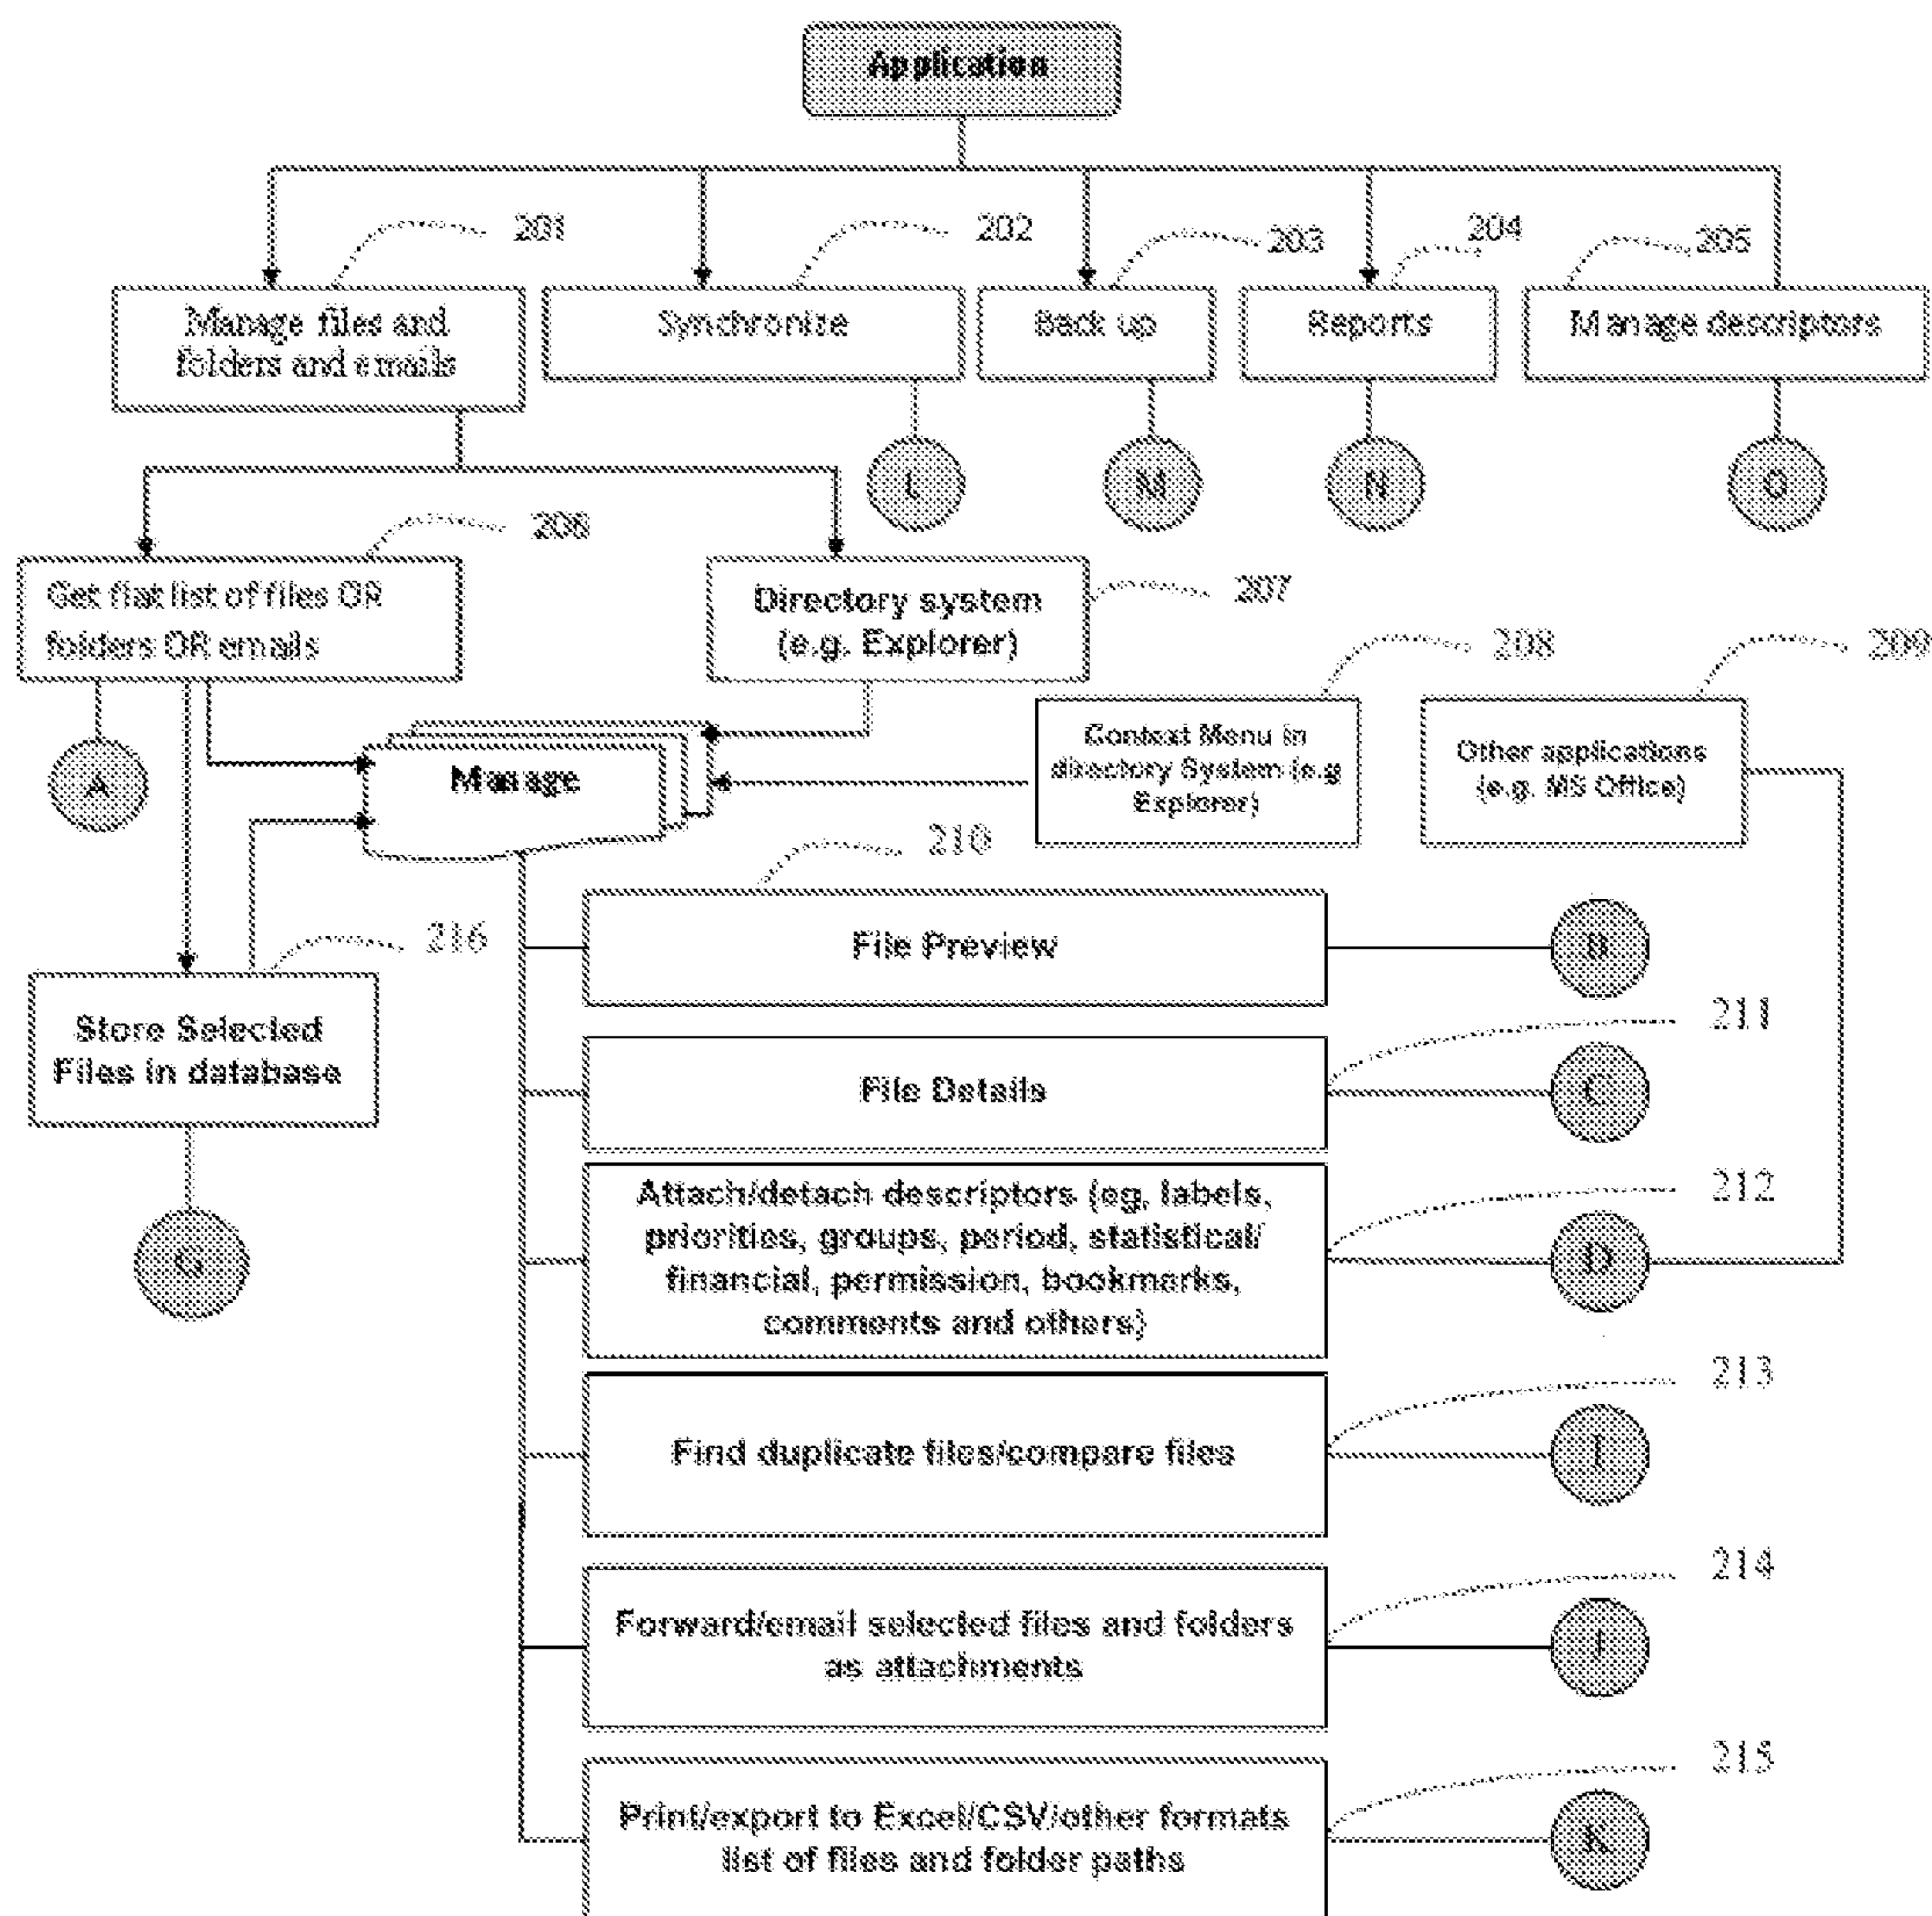 Application
201
202
203
204
205
Manage files and
folders and emails
Synchronize
Back up
Reports
Manage descriptors
L
M
N
O
206
Get flat list of files OR
folders OR emails
Directory system
(e.g. Explorer)
207
208
209
A
Manage
Context Menu in
directory System (e.g
Explorer)
Other applications
(e.g. MS Office)
210
File Preview
B
216
Store Selected
Files in database
211
File Details
C
G
212
Attach/detach descriptors (eg, labels,
priorities, groups, period, statistical/
financial, permission, bookmarks,
comments and others)
D
213
Find duplicate files/compare files
I
214
Forward/email selected files and folders
as attachments
J
215
Print/export to Excel/CSV/other formats
list of files and folder paths
K